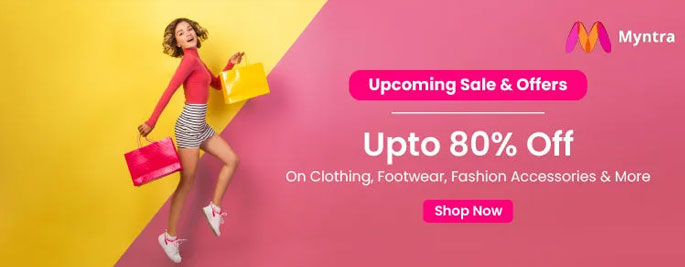 Myntra
Upcoming Sale & Offers
Upto 80% Off
On Clothing, Footwear, Fashion Accessories & More
Shop Now